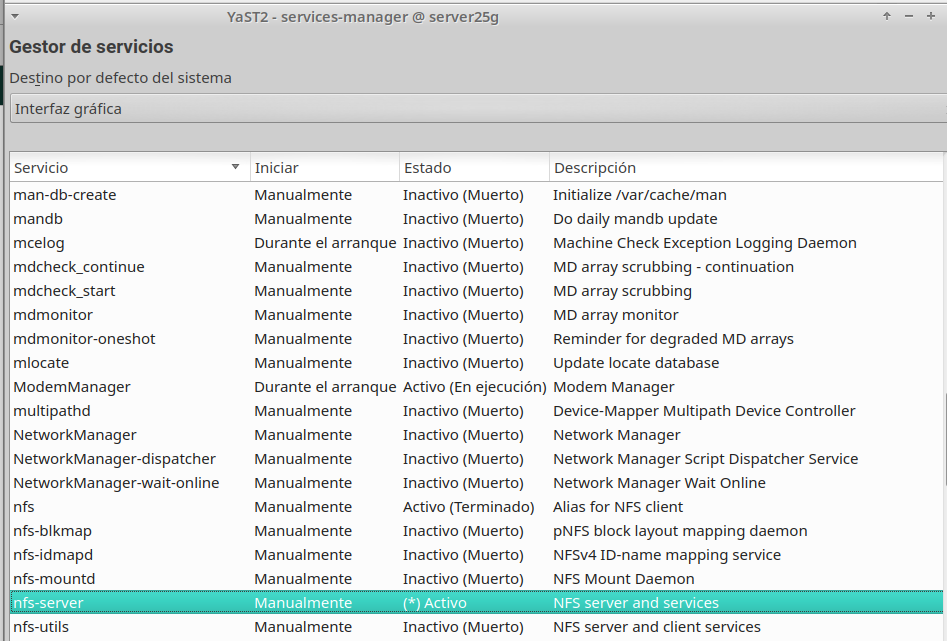 YaST2 - services-manager @ server25g
Gestor de servicios
Destino por defecto del sistema
Interfaz gráfica
Servicio Iniciar Estado Descripción
man-db-create Manualmente Inactivo (Muerto) Initialize /var/cache/man
mandb Manualmente Inactivo (Muerto) Do daily mandb update
mcelog Durante el arranque Inactivo (Muerto) Machine Check Exception Logging Daemon
mdcheck_continue Manualmente Inactivo (Muerto) MD array scrubbing - continuation
mdcheck_start Manualmente Inactivo (Muerto) MD array scrubbing
mdmonitor Manualmente Inactivo (Muerto) MD array monitor
mdmonitor-oneshot Manualmente Inactivo (Muerto) Reminder for degraded MD arrays
mlocate Manualmente Inactivo (Muerto) Update locate database
ModemManager Durante el arranque Activo (En ejecución) Modem Manager
multipathd Manualmente Inactivo (Muerto) Device-Mapper Multipath Device Controller
NetworkManager Manualmente Inactivo (Muerto) Network Manager
NetworkManager-dispatcher Manualmente Inactivo (Muerto) Network Manager Script Dispatcher Service
NetworkManager-wait-online Manualmente Inactivo (Muerto) Network Manager Wait Online
nfs Manualmente Activo (Terminado) Alias for NFS client
nfs-blkmap Manualmente Inactivo (Muerto) pNFS block layout mapping daemon
nfs-idmapd Manualmente Inactivo (Muerto) NFSv4 ID-name mapping service
nfs-mountd Manualmente Inactivo (Muerto) NFS Mount Daemon
nfs-server Manualmente (*) Activo NFS server and services
nfs-utils Manualmente Inactivo (Muerto) NFS server and client services